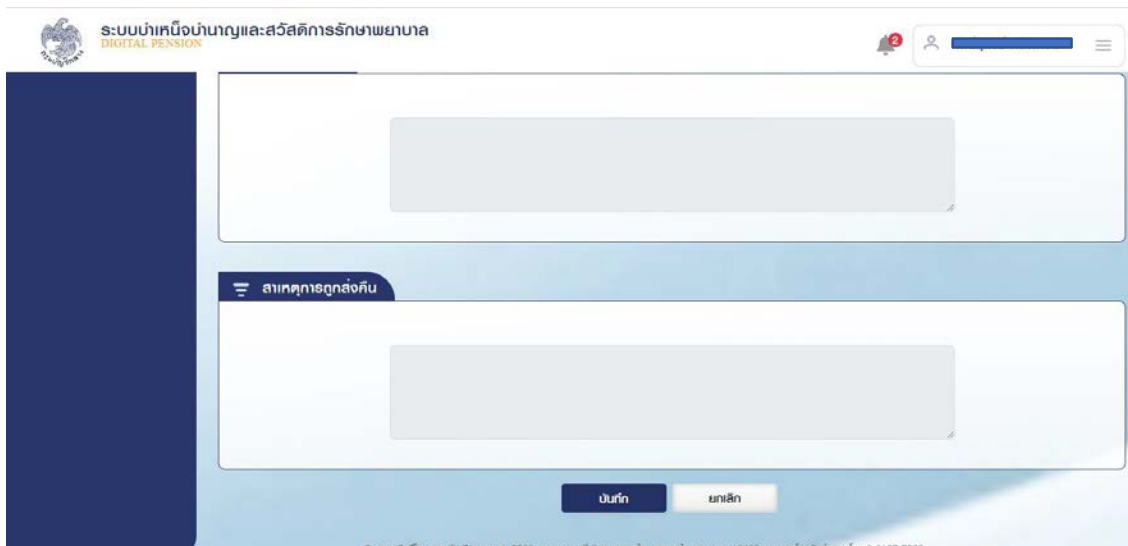 ระบบบำเหน็จบำนาญและสวัสดิการรักษาพยาบาล
DIGITAL PENSION
2
สาเหตุการถูกส่งคืน
บันทึก
ยกเลิก